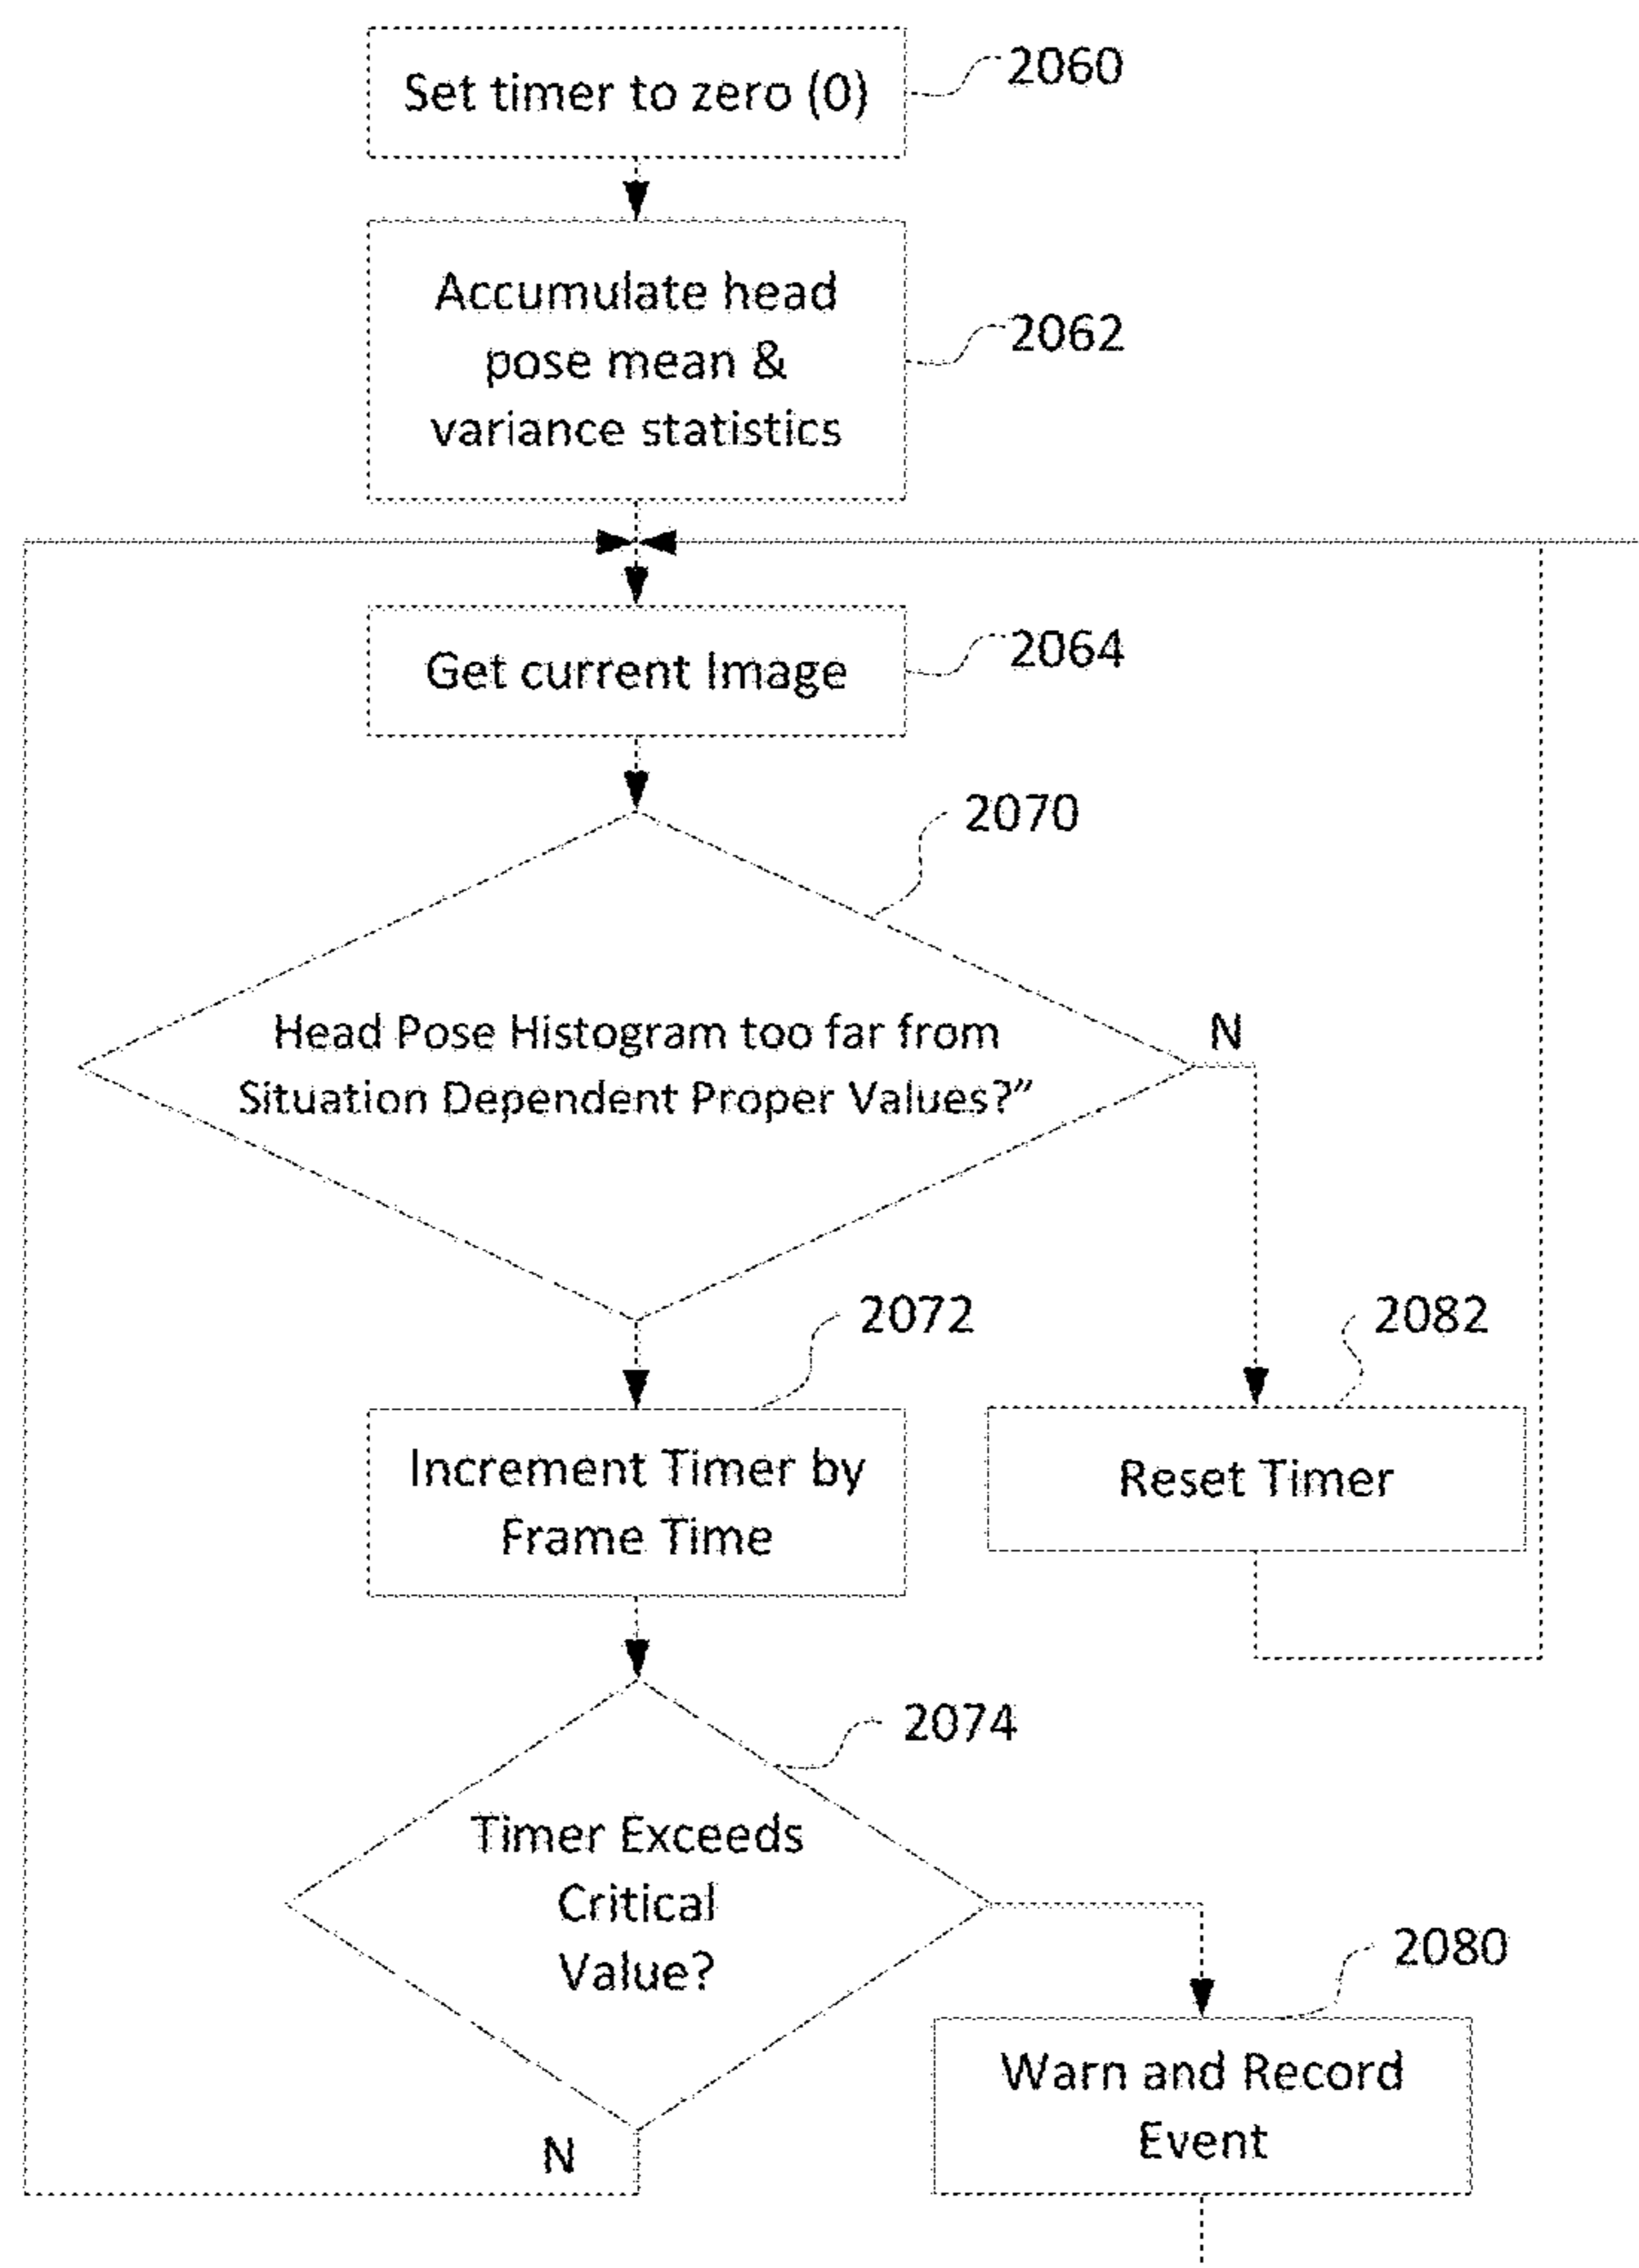 Set timer to zero (0)
2060
Accumulate head
pose mean &
variance statistics
2062
Get current Image
2064
2070
Head Pose Histogram too far from
Situation Dependent Proper Values?”
N
2072
2082
Increment Timer by
Frame Time
Reset Timer
2074
Timer Exceeds
Critical
Value?
2080
Warn and Record
Event
N